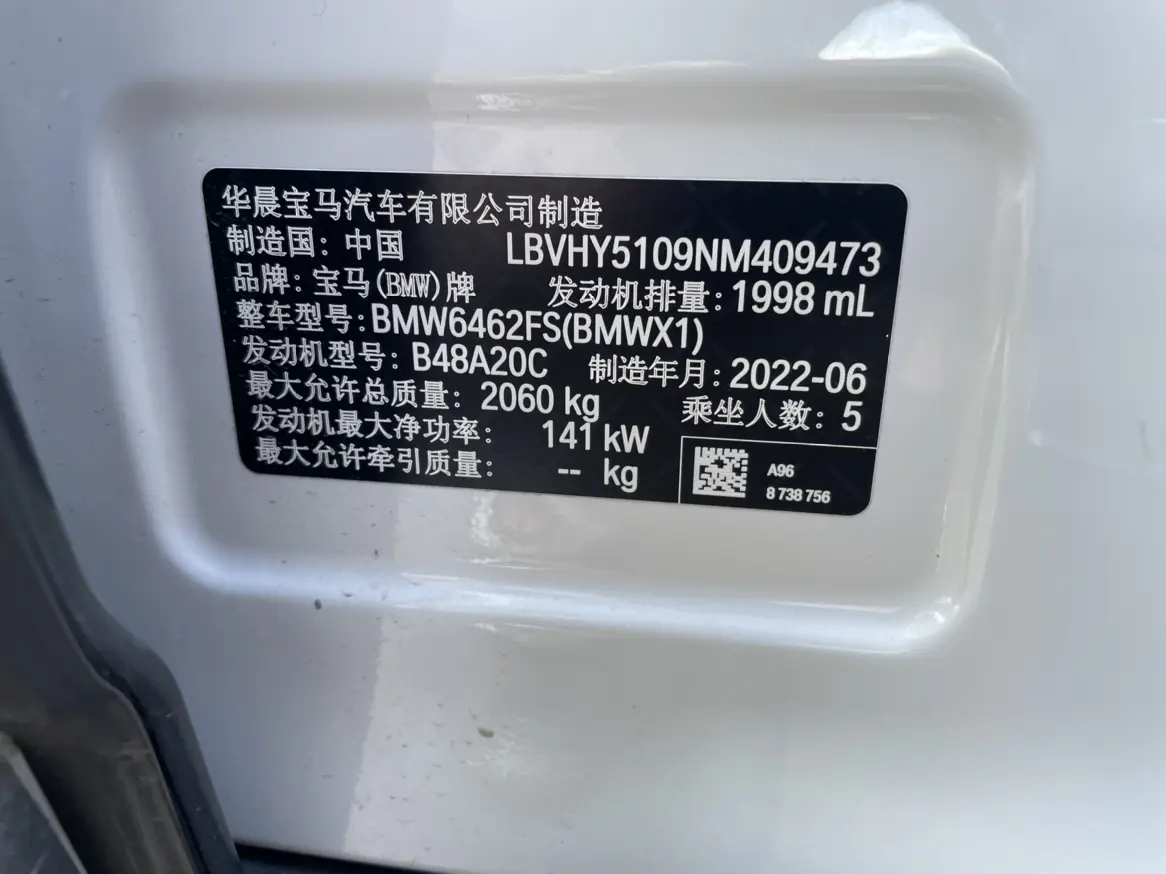 华晨宝马汽车有限公司制造
制造国：中国 LBVHY5109NM409473
品牌：宝马(BMW)牌 发动机排量：1998 mL
整车型号：BMW6462FS(BMWX1)
发动机型号：B48A20C 制造年月：2022-06
最大允许总质量：2060 kg 乘坐人数：5
发动机最大净功率：141 kW
最大允许牵引质量：-- kg
A96
8 738 756